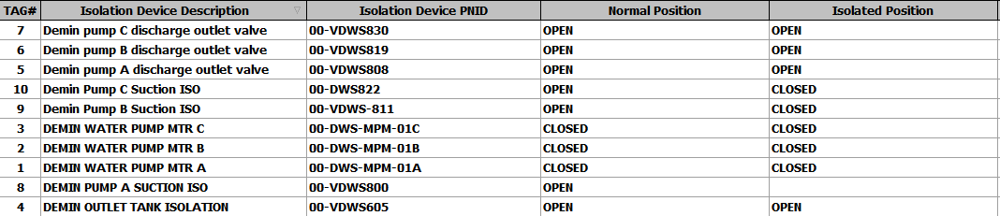 TAG# Isolation Device Description Isolation Device PNID Normal Position Isolated Position
7 Demin pump C discharge outlet valve 00-VDWS830 OPEN OPEN
6 Demin pump B discharge outlet valve 00-VDWS819 OPEN OPEN
5 Demin pump A discharge outlet valve 00-VDWS808 OPEN OPEN
10 Demin Pump C Suction ISO 00-DWS822 OPEN CLOSED
9 Demin Pump B Suction ISO 00-VDWS-811 OPEN CLOSED
3 DEMIN WATER PUMP MTR C 00-DWS-MPM-01C CLOSED CLOSED
2 DEMIN WATER PUMP MTR B 00-DWS-MPM-01B CLOSED CLOSED
1 DEMIN WATER PUMP MTR A 00-DWS-MPM-01A CLOSED CLOSED
8 DEMIN PUMP A SUCTION ISO 00-VDWS800 OPEN
4 DEMIN OUTLET TANK ISOLATION 00-VDWS605 OPEN OPEN